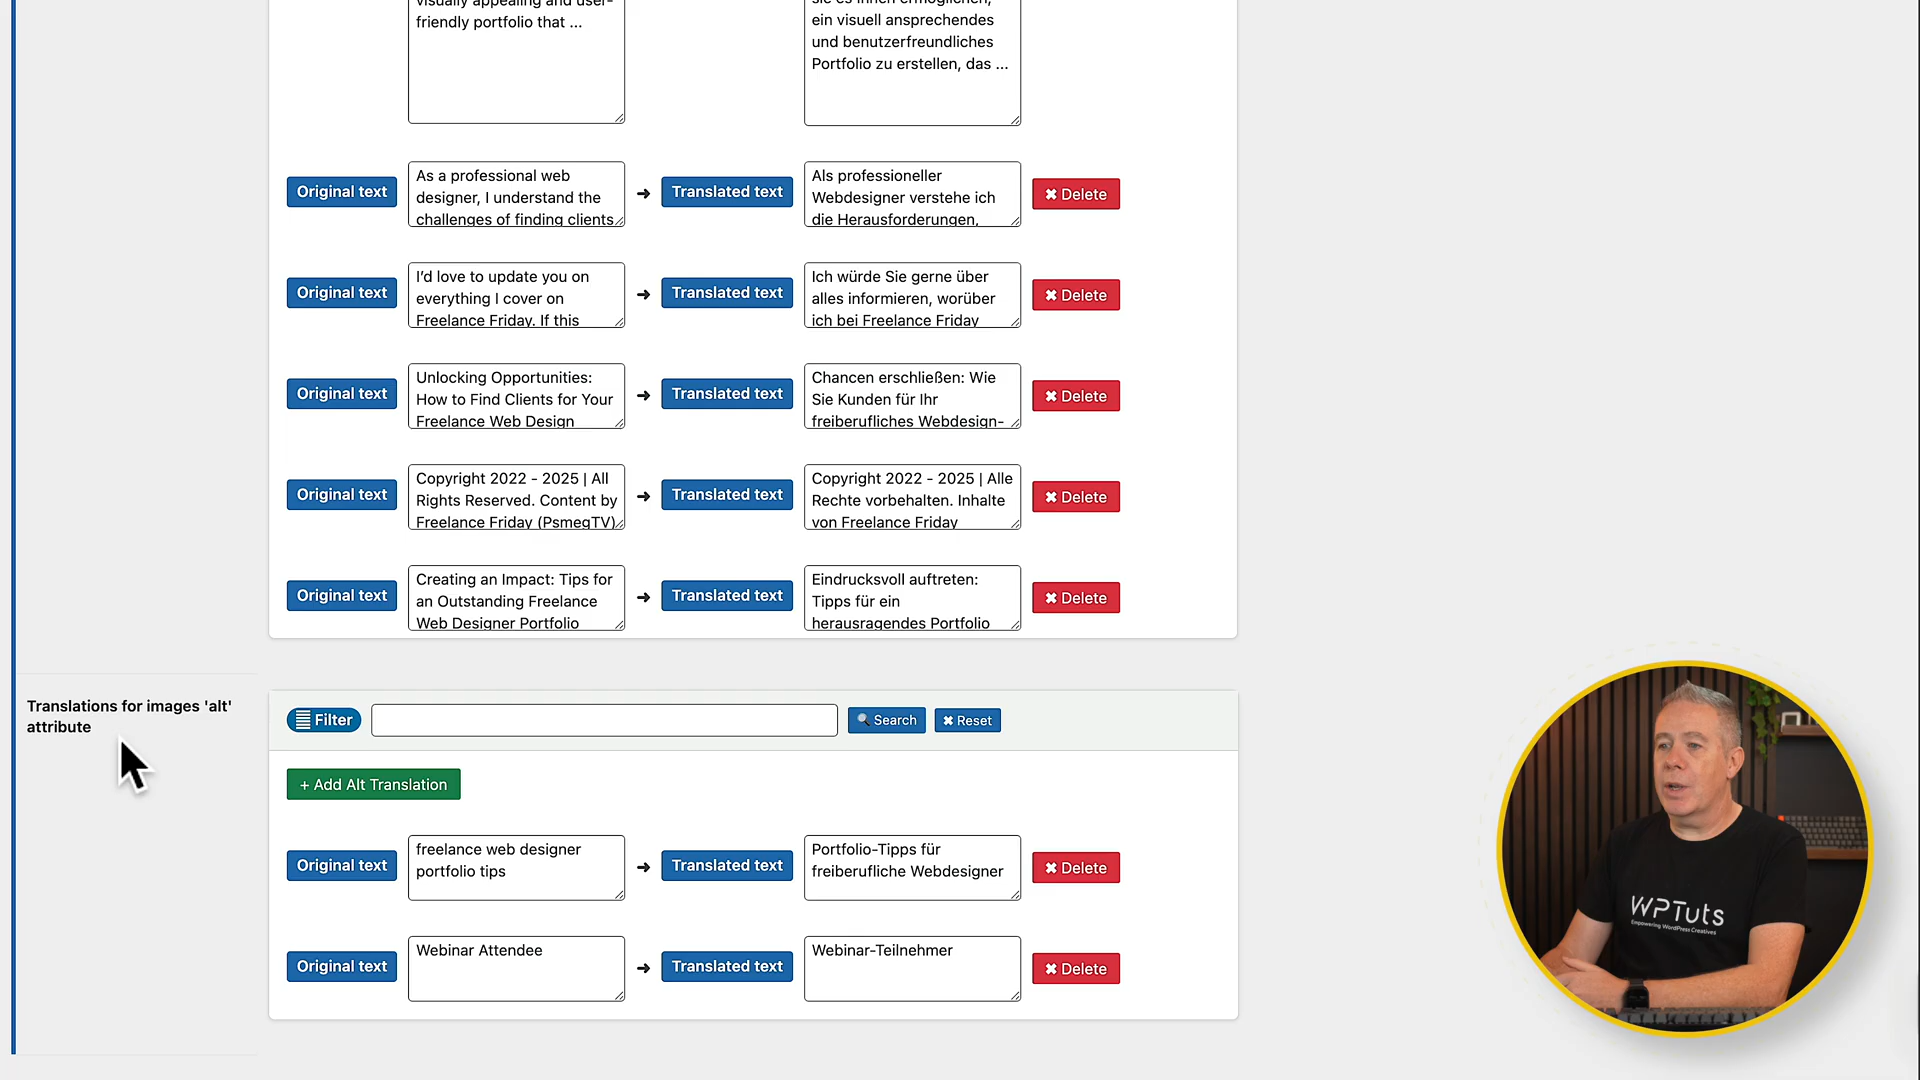 visually appealing and user-
friendly portfolio that ...
sie es Ihnen ermöglichen,
ein visuell ansprechendes
und benutzerfreundliches
Portfolio zu erstellen, das ...
Original text
As a professional web
designer, I understand the
challenges of finding clients
➜
Translated text
Als professioneller
Webdesigner verstehe ich
die Herausforderungen,
✖ Delete
Original text
I’d love to update you on
everything I cover on
Freelance Friday. If this
➜
Translated text
Ich würde Sie gerne über
alles informieren, worüber
ich bei Freelance Friday
✖ Delete
Original text
Unlocking Opportunities:
How to Find Clients for Your
Freelance Web Design
➜
Translated text
Chancen erschließen: Wie
Sie Kunden für Ihr
freiberufliches Webdesign-
✖ Delete
Original text
Copyright 2022 - 2025 | All
Rights Reserved. Content by
Freelance Friday (PsmegTV)
➜
Translated text
Copyright 2022 - 2025 | Alle
Rechte vorbehalten. Inhalte
von Freelance Friday
✖ Delete
Original text
Creating an Impact: Tips for
an Outstanding Freelance
Web Designer Portfolio
➜
Translated text
Eindrucksvoll auftreten:
Tipps für ein
herausragendes Portfolio
✖ Delete
Translations for images 'alt'
attribute
Filter
Search
✖ Reset
+ Add Alt Translation
Original text
freelance web designer
portfolio tips
➜
Translated text
Portfolio-Tipps für
freiberufliche Webdesigner
✖ Delete
Original text
Webinar Attendee
➜
Translated text
Webinar-Teilnehmer
✖ Delete
WPTuts
Empowering WordPress Creatives